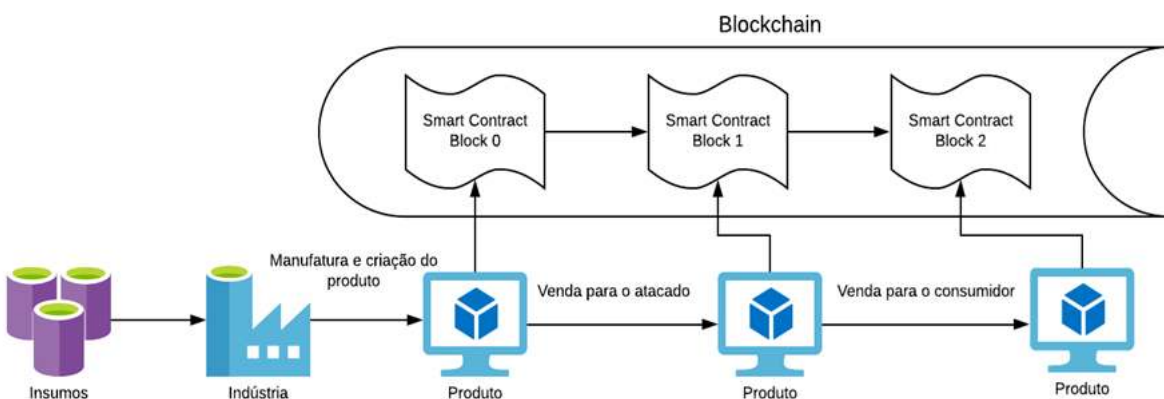 Blockchain
Smart Contract
Block 0
Smart Contract
Block 1
Smart Contract
Block 2
Manufatura e criação do
produto
Venda para o atacado
Venda para o consumidor
Insumos
Indústria
Produto
Produto
Produto